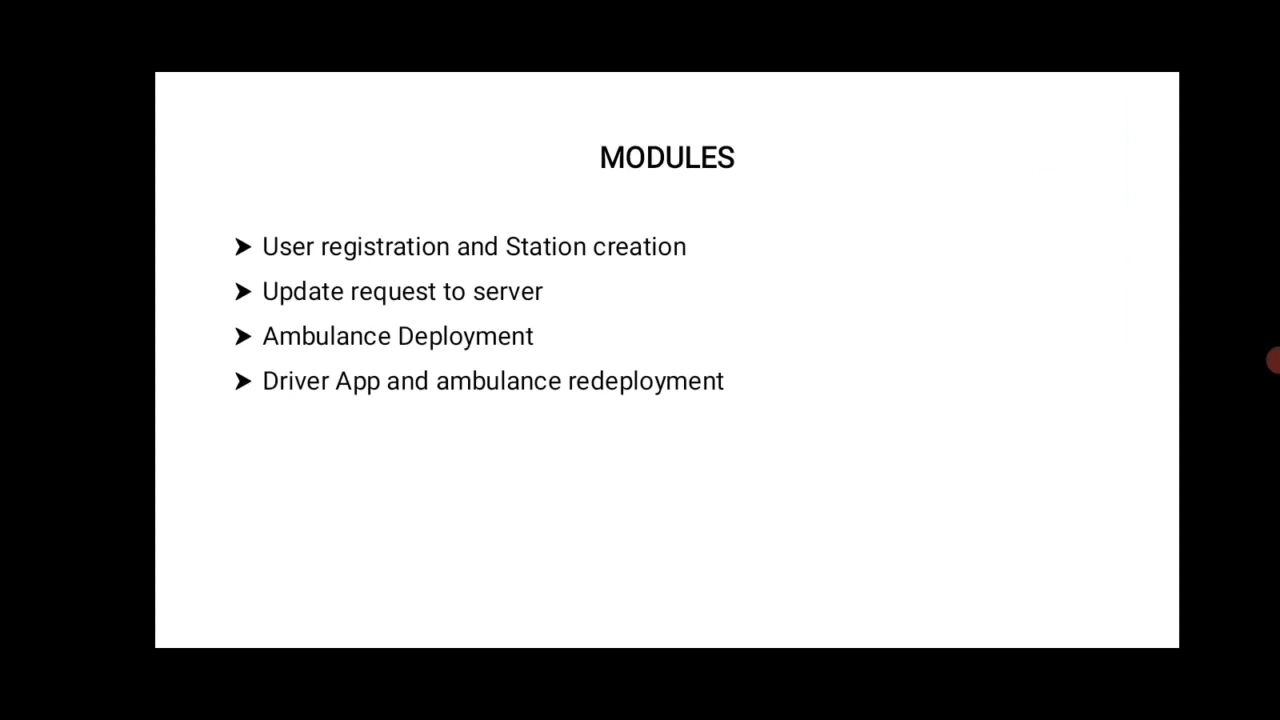 MODULES
➤ User registration and Station creation
➤ Update request to server
➤ Ambulance Deployment
➤ Driver App and ambulance redeployment